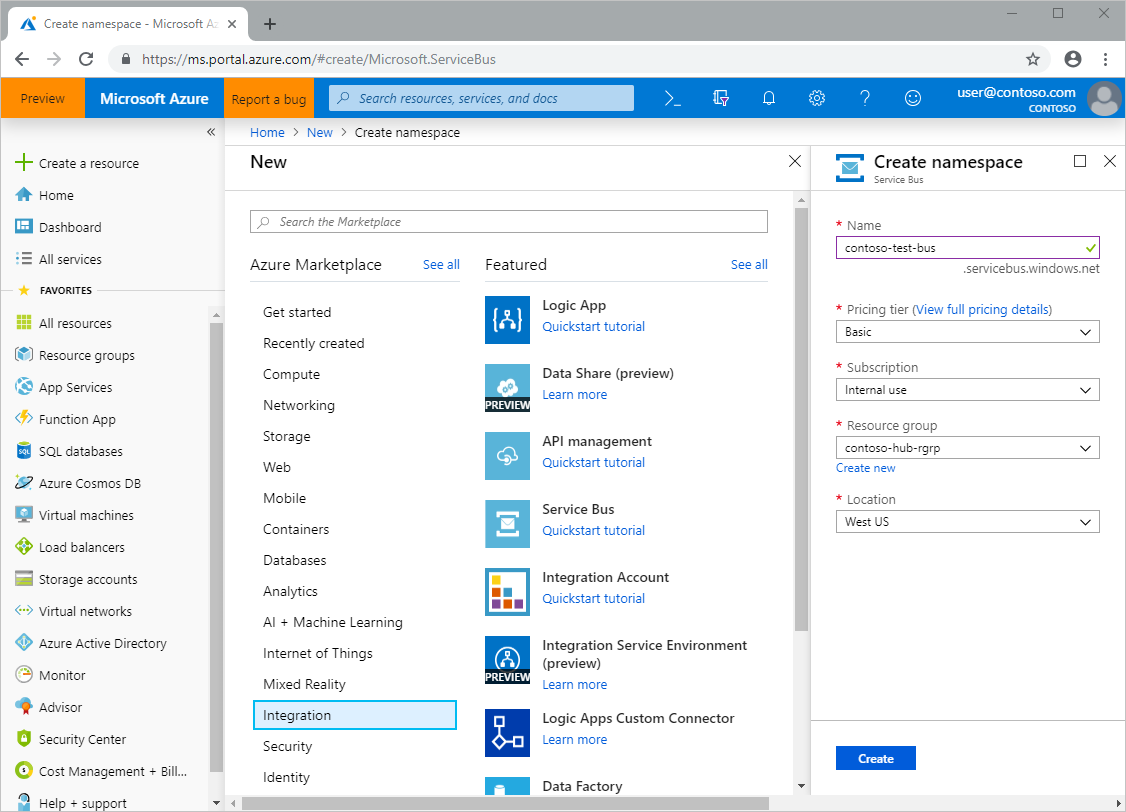 Create namespace - Microsoft Az
https://ms.portal.azure.com/#create/Microsoft.ServiceBus
Preview
Microsoft Azure
Report a bug
Search resources, services, and docs
user@contoso.com
CONTOSO
Create a resource
Home
Dashboard
All services
FAVORITES
All resources
Resource groups
App Services
Function App
SQL databases
Azure Cosmos DB
Virtual machines
Load balancers
Storage accounts
Virtual networks
Azure Active Directory
Monitor
Advisor
Security Center
Cost Management + Bill...
Help + support
Home > New > Create namespace
New
Search the Marketplace
Azure Marketplace See all
Get started
Recently created
Compute
Networking
Storage
Web
Mobile
Containers
Databases
Analytics
AI + Machine Learning
Internet of Things
Mixed Reality
Integration
Security
Identity
Featured See all
Logic App
Quickstart tutorial
Data Share (preview)
PREVIEW
Learn more
API management
Quickstart tutorial
Service Bus
Quickstart tutorial
Integration Account
Quickstart tutorial
Integration Service Environment
(preview)
PREVIEW
Learn more
Logic Apps Custom Connector
Learn more
Data Factory
Create namespace
Service Bus
* Name
contoso-test-bus
.servicebus.windows.net
* Pricing tier (View full pricing details)
Basic
* Subscription
Internal use
* Resource group
contoso-hub-rgrp
Create new
* Location
West US
Create